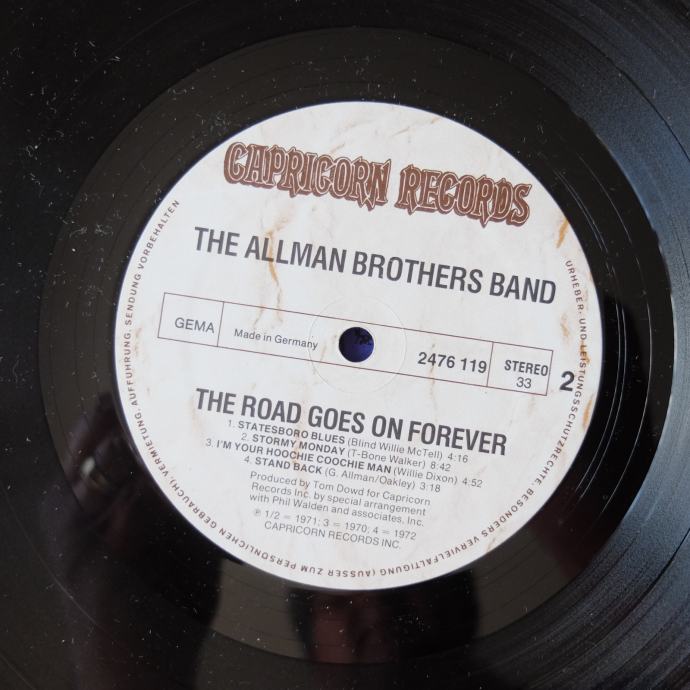 CAPRICORN RECORDS
THE ALLMAN BROTHERS BAND
GEMA
Made in Germany
2476 119
STEREO
33
2
THE ROAD GOES ON FOREVER
1. STATESBORO BLUES (Blind Willie McTell) 4:16
2. STORMY MONDAY (T-Bone Walker) 8:42
3. I'M YOUR HOOCHIE COOCHIE MAN (Willie Dixon) 4:52
4. STAND BACK (G. Allman/Oakley) 3:18
Produced by Tom Dowd for Capricorn
Records Inc. by special arrangement
with Phil Walden and associates, Inc.
℗ 1/2 = 1971; 3 = 1970; 4 = 1972
CAPRICORN RECORDS INC.
URHEBER- UND LEISTUNGSSCHUTZRECHTE, BESONDERS VERVIELFALTIGUNG (AUSSER ZUM PERSÖNLICHEN GEBRAUCH), VERMIETUNG, AUFFUHRUNG, SENDUNG VORBEHALTEN